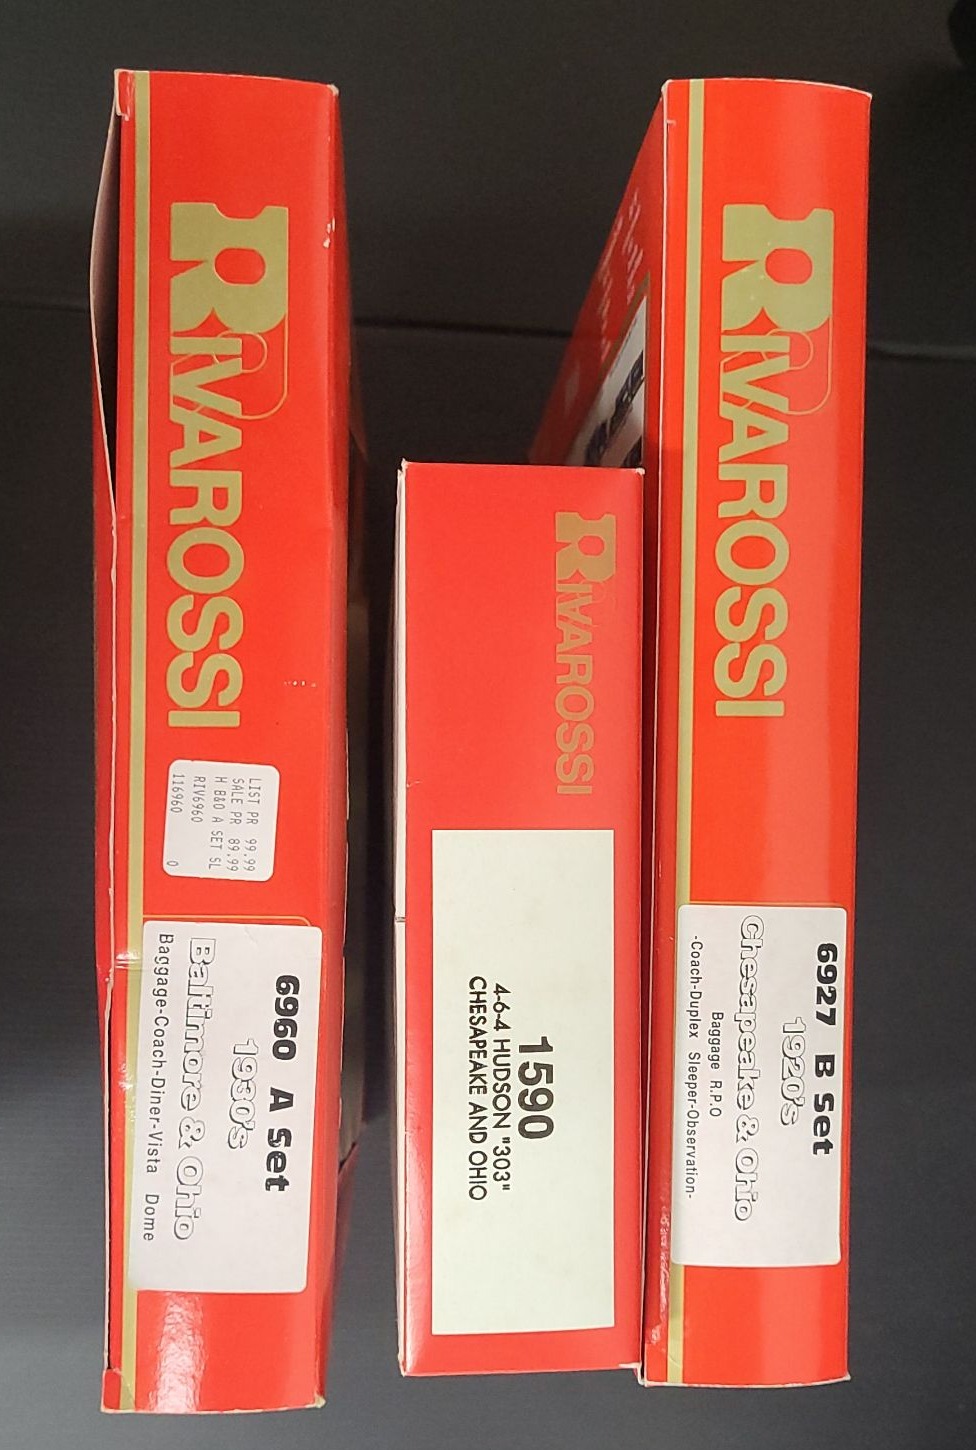 RIVAROSSI
LIST PR 99.99
SALE PR 89.99
H B&O A SET SL
RIV6960
116960 0
6960 A Set
1930's
Baltimore & Ohio
Baggage-Coach-Diner-Vista Dome
RIVAROSSI
1590
4-6-4 HUDSON "303"
CHESAPEAKE AND OHIO
RIVAROSSI
6927 B Set
1920's
Chesapeake & Ohio
Baggage R.P.O
-Coach-Duplex Sleeper-Observation-